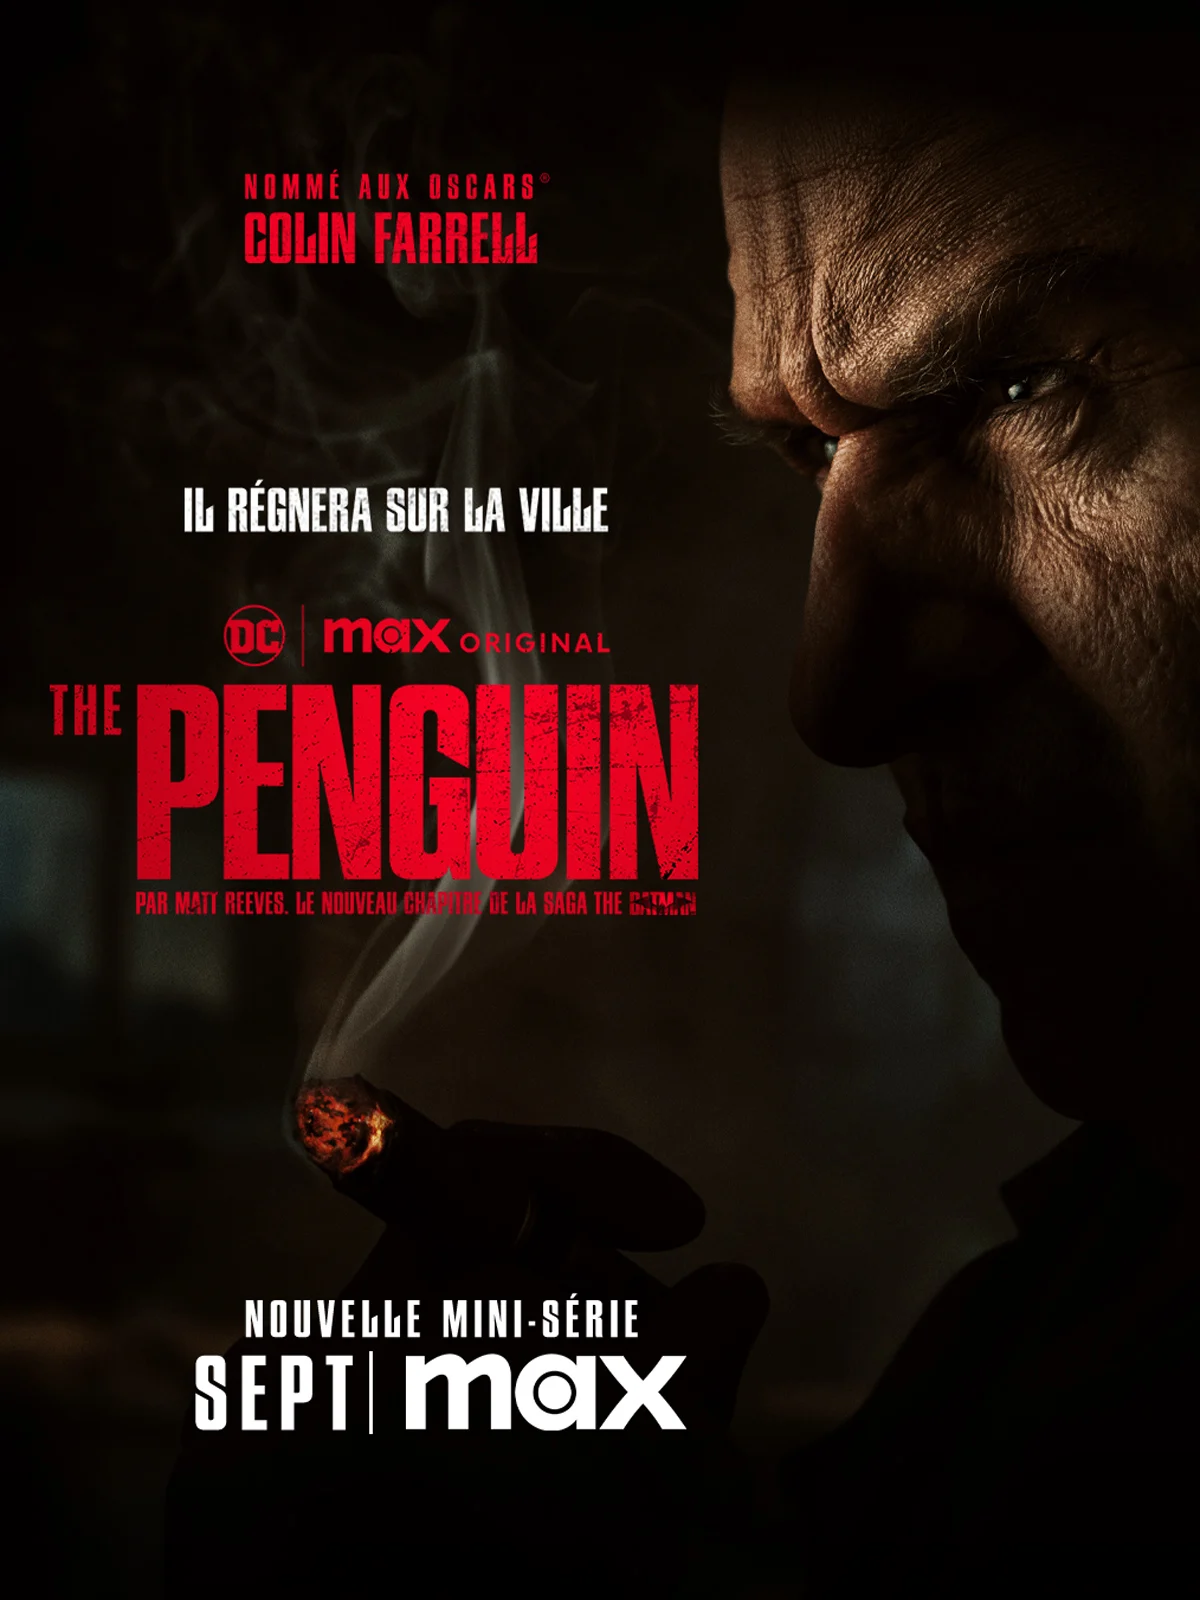 NOMMÉ AUX OSCARS®
COLIN FARRELL
IL RÉGNERA SUR LA VILLE
DC | max ORIGINAL
THE PENGUIN
PAR MATT REEVES. LE NOUVEAU CHAPITRE DE LA SAGA THE BATMAN
NOUVELLE MINI-SÉRIE
SEPT | max